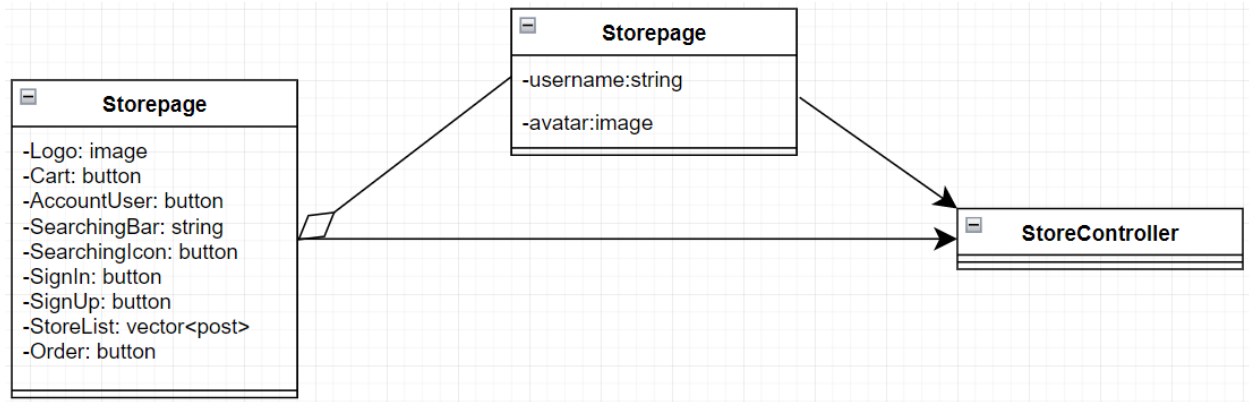 Storepage
-Logo: image
-Cart: button
-AccountUser: button
-SearchingBar: string
-SearchingIcon: button
-SignIn: button
-SignUp: button
-StoreList: vector<post>
-Order: button
Storepage
-username:string
-avatar:image
StoreController